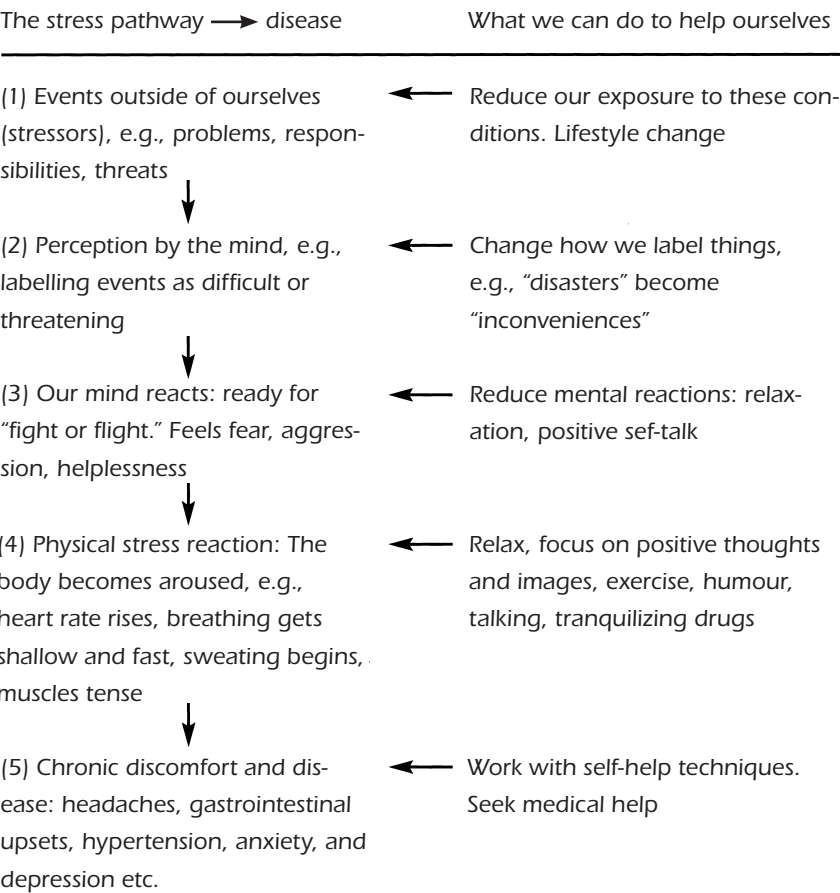 The stress pathway → disease
What we can do to help ourselves
(1) Events outside of ourselves
(stressors), e.g., problems, respon-
sibilities, threats
Reduce our exposure to these con-
ditions. Lifestyle change
(2) Perception by the mind, e.g.,
labelling events as difficult or
threatening
Change how we label things,
e.g., “disasters” become
“inconveniences”
(3) Our mind reacts: ready for
“fight or flight.” Feels fear, aggres-
sion, helplessness
Reduce mental reactions: relax-
ation, positive sef-talk
(4) Physical stress reaction: The
body becomes aroused, e.g.,
heart rate rises, breathing gets
shallow and fast, sweating begins,
muscles tense
Relax, focus on positive thoughts
and images, exercise, humour,
talking, tranquilizing drugs
(5) Chronic discomfort and dis-
ease: headaches, gastrointestinal
upsets, hypertension, anxiety, and
depression etc.
Work with self-help techniques.
Seek medical help